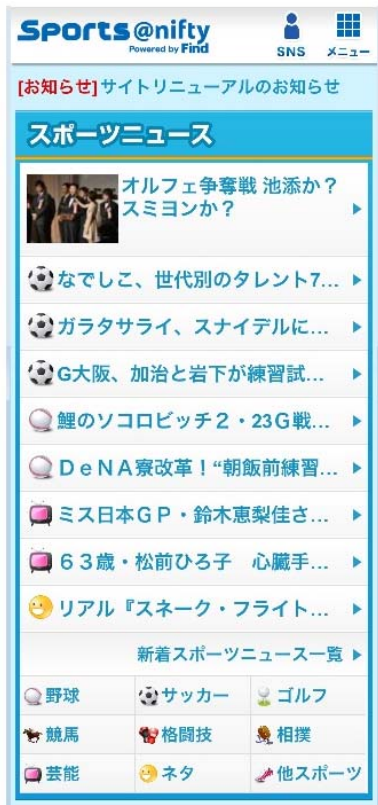 Sports@nifty
Powered by Find
SNS
メニュー
[お知らせ]サイトリニューアルのお知らせ
スポーツニュース
オルフェ争奪戦 池添か？
スミヨンか？
なでしこ、世代別のタレント7...
ガラタサライ、スナイデルに...
G大阪、加治と岩下が練習試...
鯉のソコロビッチ２・23Ｇ戦...
ＤｅＮＡ寮改革！“朝飯前練習...
ミス日本ＧＰ・鈴木恵梨佳さ...
６３歳・松前ひろ子　心臓手...
リアル『スネーク・フライト...
新着スポーツニュース一覧
野球 サッカー ゴルフ
競馬 格闘技 相撲
芸能 ネタ 他スポーツ